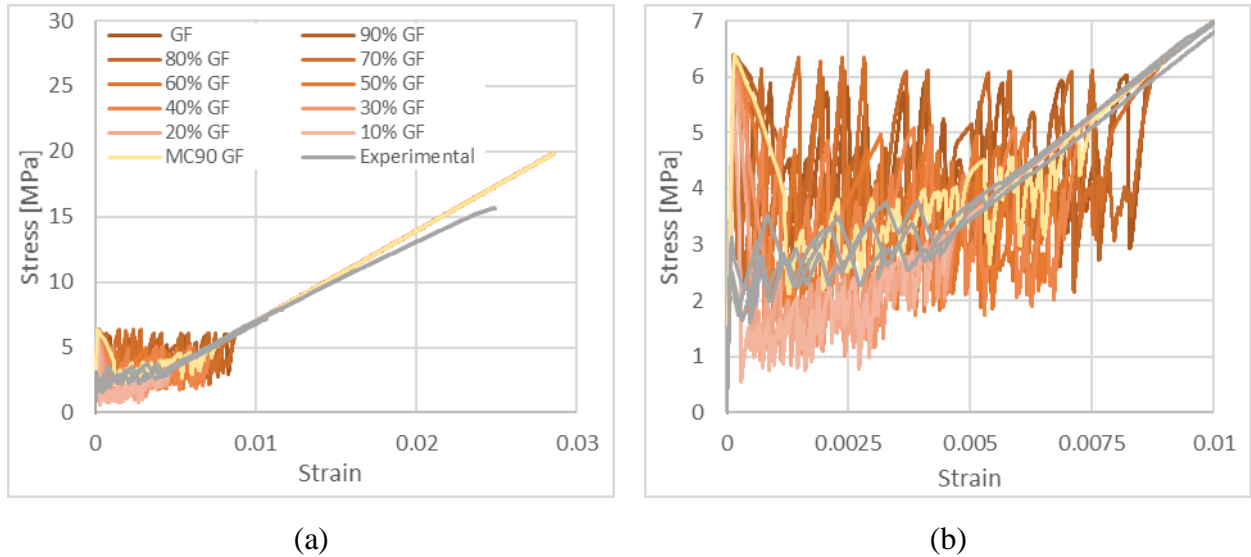 30
25
20
15
10
5
0
Stress [MPa]
GF
90% GF
80% GF
70% GF
60% GF
50% GF
40% GF
30% GF
20% GF
10% GF
MC90 GF
Experimental
0
0.01
0.02
0.03
Strain
(a)
7
6
5
4
3
2
1
0
Stress [MPa]
0
0.0025
0.005
0.0075
0.01
Strain
(b)